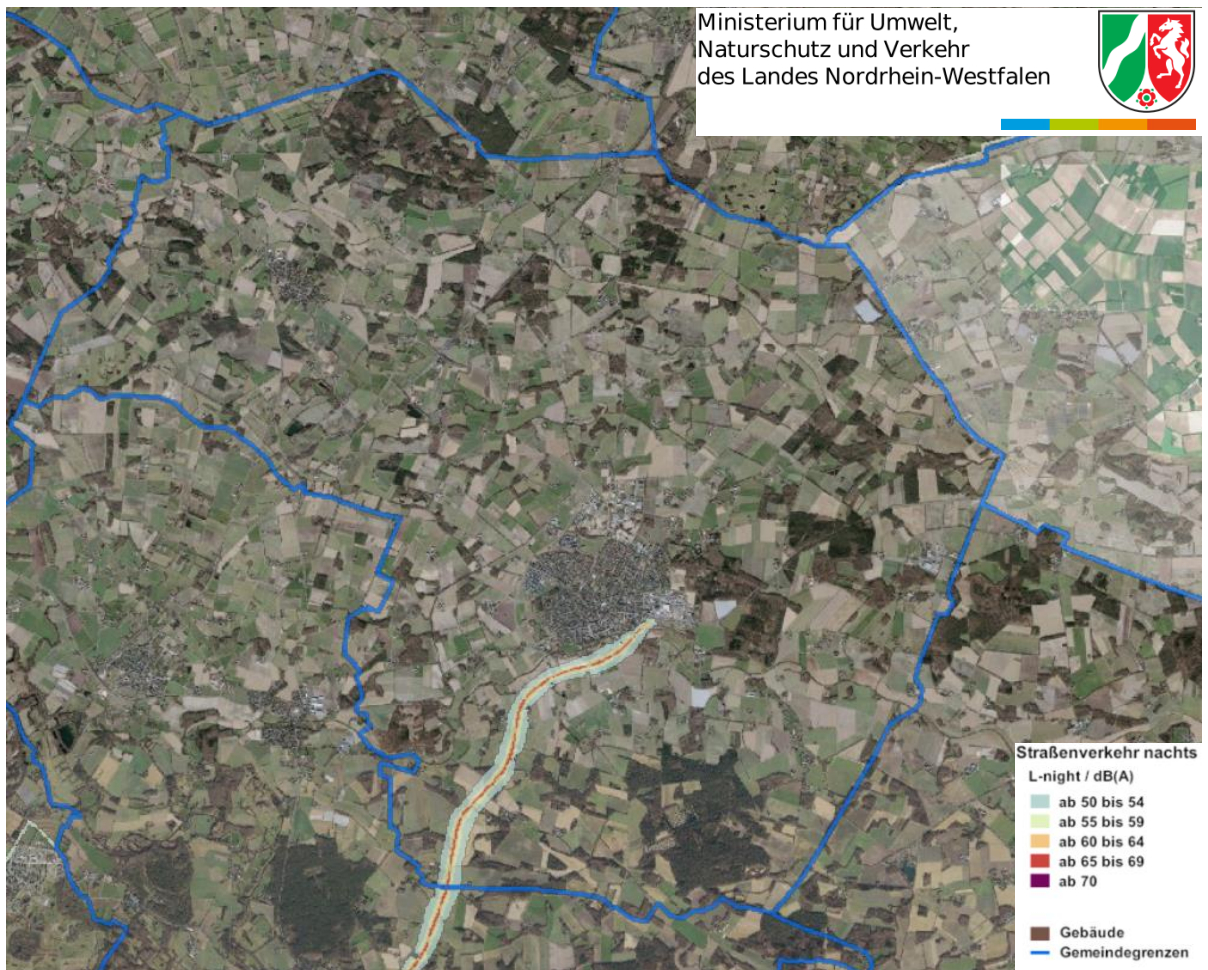 Ministerium für Umwelt,
Naturschutz und Verkehr
des Landes Nordrhein-Westfalen
Straßenverkehr nachts
L-night / dB(A)
ab 50 bis 54
ab 55 bis 59
ab 60 bis 64
ab 65 bis 69
ab 70
Gebäude
Gemeindegrenzen